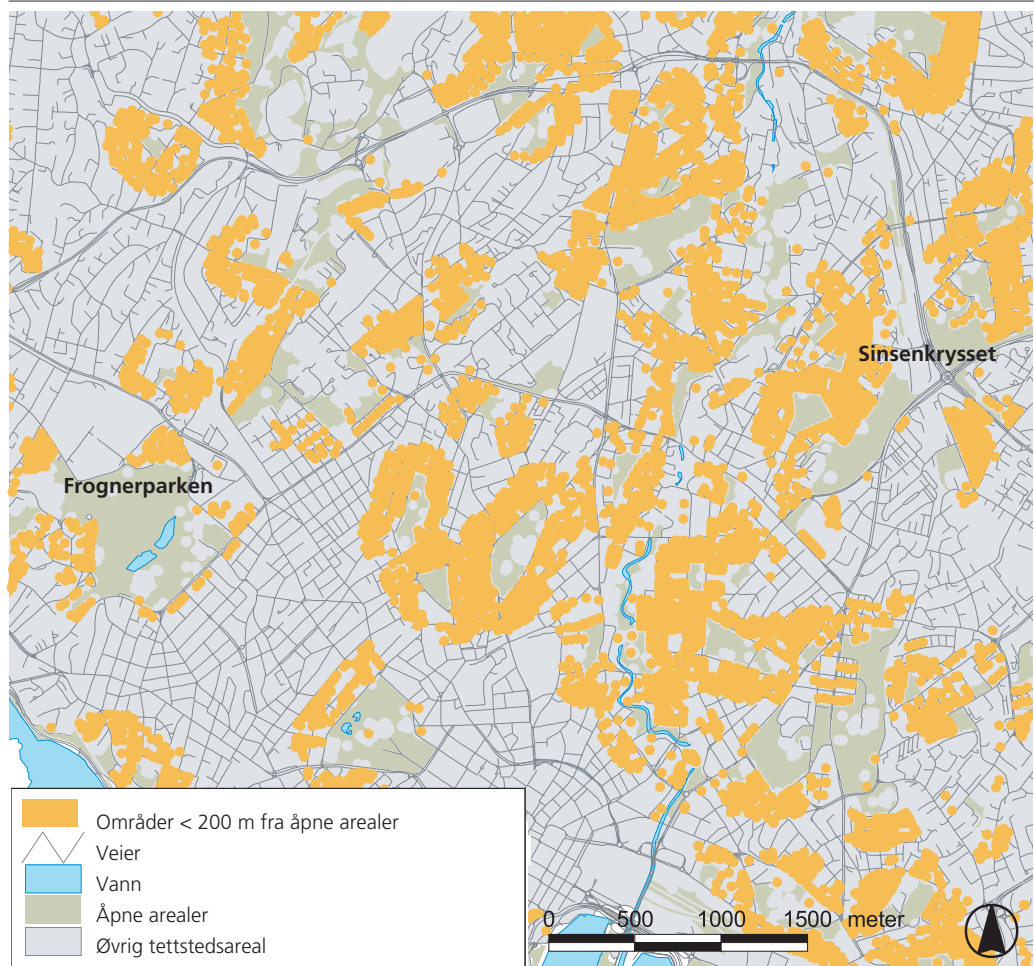 Sinsenkrysset
Frognerparken
Områder < 200 m fra åpne arealer
Veier
Vann
Åpne arealer
Øvrig tettstedsareal
0 500 1000 1500 meter